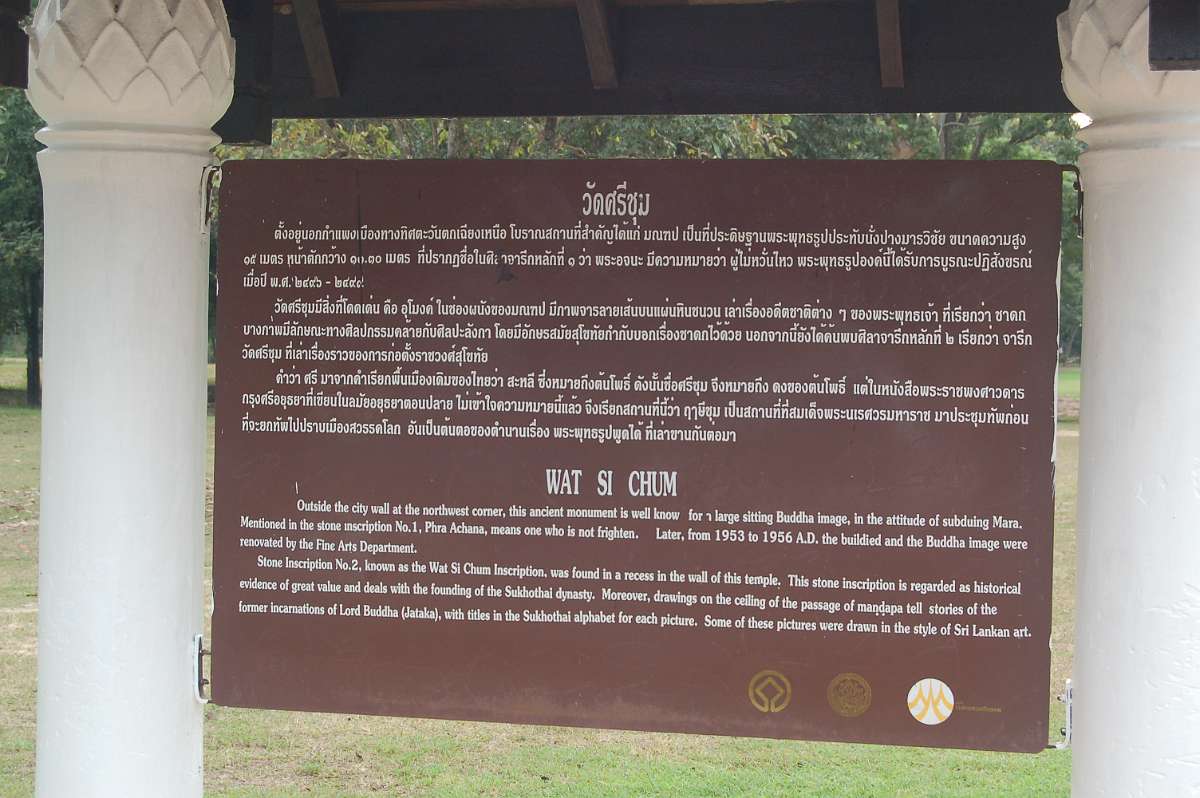 วัดศรีชุม
ตั้งอยู่นอกกำแพงเมืองทางทิศตะวันตกเฉียงเหนือ โบราณสถานที่สำคัญได้แก่ มณฑป เป็นที่ประดิษฐานพระพุทธรูปประทับนั่งปางมารวิชัย ขนาดความสูง
๑๕ เมตร หน้าตักกว้าง ๑๑.๓๐ เมตร ที่ปรากฏชื่อในศิลาจารึกหลักที่ ๑ ว่า พระอจนะ มีความหมายว่า ผู้ไม่หวั่นไหว พระพุทธรูปองค์นี้ได้รับการบูรณะปฏิสังขรณ์
เมื่อปี พ.ศ. ๒๔๙๖ - ๒๔๙๙
วัดศรีชุมมีสิ่งที่โดดเด่น คือ อุโมงค์ ในช่องผนังของมณฑป มีภาพจารลายเส้นบนแผ่นหินชนวน เล่าเรื่องอดีตชาติต่าง ๆ ของพระพุทธเจ้า ที่เรียกว่า ชาดก
บางภาพมีลักษณะทางศิลปกรรมคล้ายกับศิลปะลังกา โดยมีอักษรสมัยสุโขทัยกำกับบอกเรื่องชาดกไว้ด้วย นอกจากนี้ยังได้ค้นพบศิลาจารึกหลักที่ ๒ เรียกว่า จารึก
วัดศรีชุม ที่เล่าเรื่องราวของการก่อตั้งราชวงศ์สุโขทัย
คำว่า ศรี มาจากคำเรียกพื้นเมืองเดิมของไทยว่า สะหลี ซึ่งหมายถึงต้นโพธิ์ ดังนั้นชื่อศรีชุม จึงหมายถึง ดงของต้นโพธิ์ แต่ในหนังสือพระราชพงศาวดาร
กรุงศรีอยุธยาที่เขียนในสมัยอยุธยาตอนปลาย ไม่เข้าใจความหมายนี้แล้ว จึงเรียกสถานที่นี้ว่า ฤๅษีชุม เป็นสถานที่ที่สมเด็จพระนเรศวรมหาราช มาประชุมทัพก่อน
ที่จะยกทัพไปปราบเมืองสวรรคโลก อันเป็นต้นตอของตำนานเรื่อง พระพุทธรูปพูดได้ ที่เล่าขานกันต่อมา
WAT SI CHUM
Outside the city wall at the northwest corner, this ancient monument is well know for a large sitting Buddha image, in the attitude of subduing Mara.
Mentioned in the stone inscription No.1, Phra Achana, means one who is not frighten. Later, from 1953 to 1956 A.D. the buildied and the Buddha image were
renovated by the Fine Arts Department.
Stone Inscription No.2, known as the Wat Si Chum Inscription, was found in a recess in the wall of this temple. This stone inscription is regarded as historical
evidence of great value and deals with the founding of the Sukhothai dynasty. Moreover, drawings on the ceiling of the passage of maṇḍapa tell stories of the
former incarnations of Lord Buddha (Jataka), with titles in the Sukhothai alphabet for each picture. Some of these pictures were drawn in the style of Sri Lankan art.